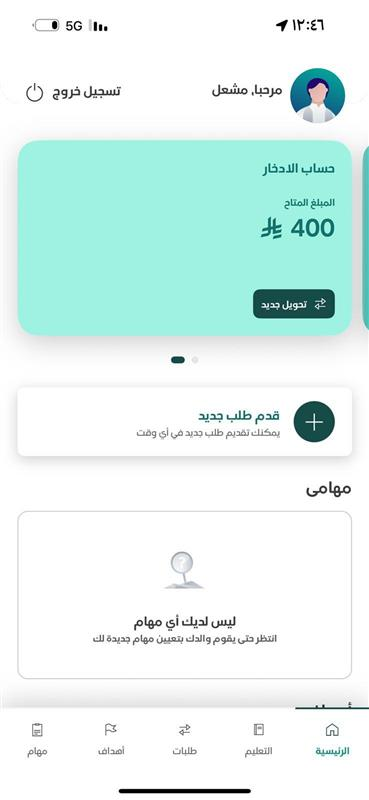 ١٢:٤٦
5G
مرحبا, مشعل
تسجيل خروج
حساب الادخار
المبلغ المتاح
400
تحويل جديد
قدم طلب جديد
يمكنك تقديم طلب جديد في أي وقت
مهامى
ليس لديك أي مهام
انتظر حتى يقوم والدك بتعيين مهام جديدة لك
الرئيسية
التعليم
طلبات
أهداف
مهام